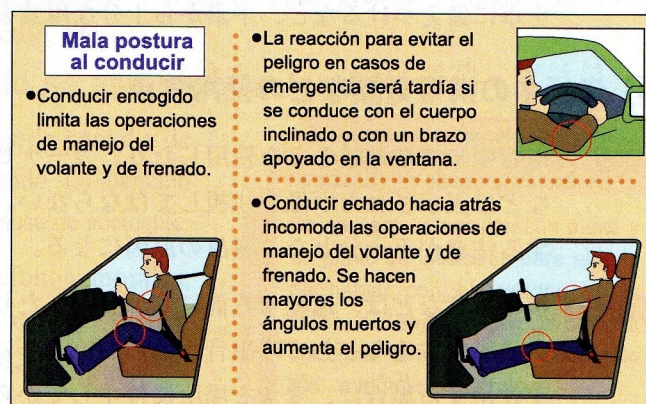 Mala postura
al conducir
●Conducir encogido
limita las operaciones
de manejo del
volante y de frenado.
●La reacción para evitar el
peligro en casos de
emergencia será tardía si
se conduce con el cuerpo
inclinado o con un brazo
apoyado en la ventana.
●Conducir echado hacia atrás
incomoda las operaciones de
manejo del volante y de
frenado. Se hacen
mayores los
ángulos muertos y
aumenta el peligro.